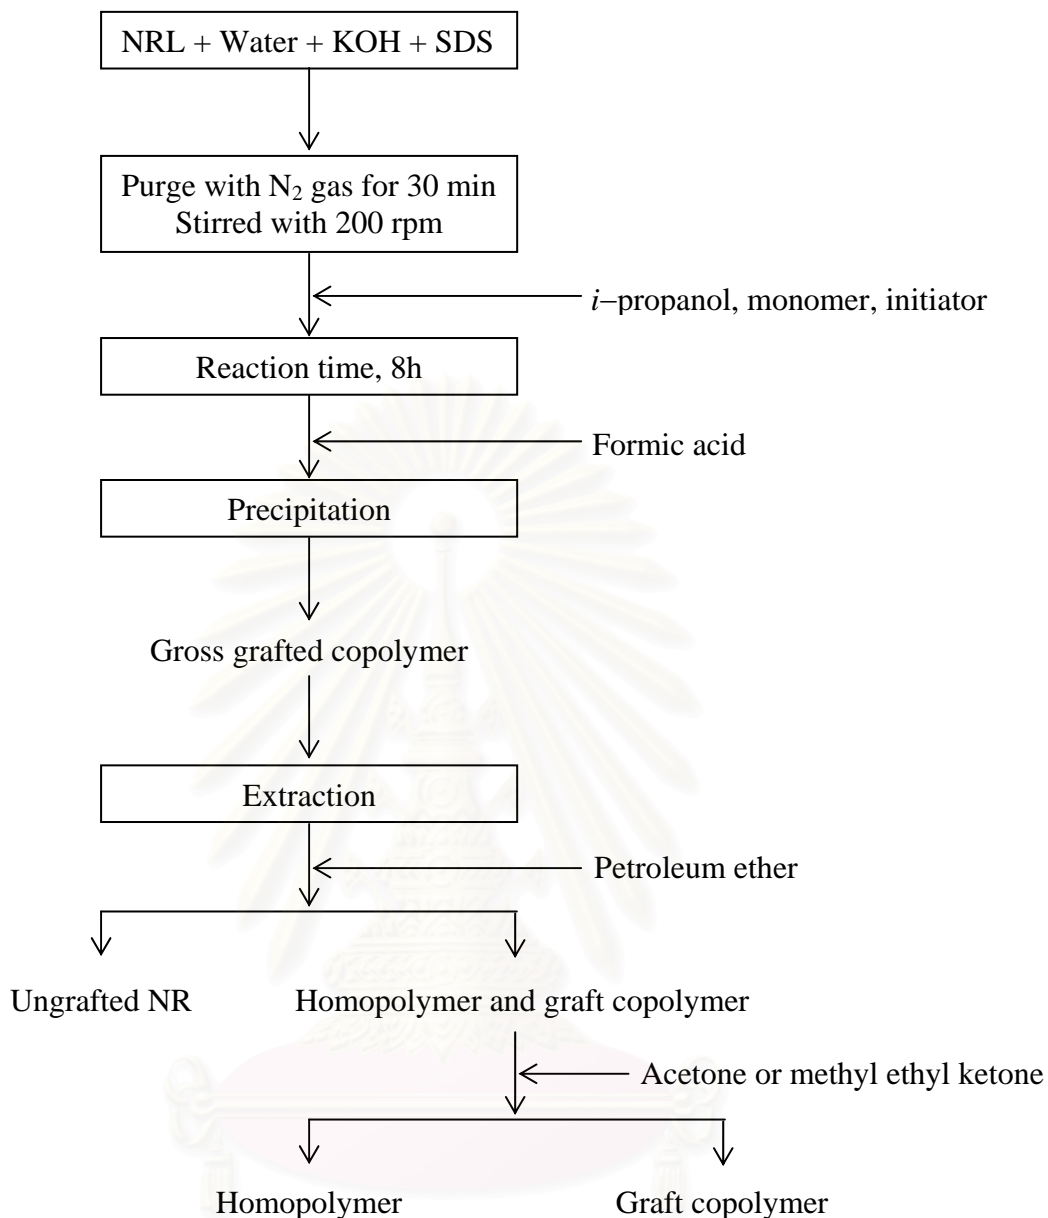 NRL + Water + KOH + SDS
Purge with N₂ gas for 30 min
Stirred with 200 rpm
i–propanol, monomer, initiator
Reaction time, 8h
Formic acid
Precipitation
Gross grafted copolymer
Extraction
Petroleum ether
Ungrafted NR
Homopolymer and graft copolymer
Acetone or methyl ethyl ketone
Homopolymer
Graft copolymer